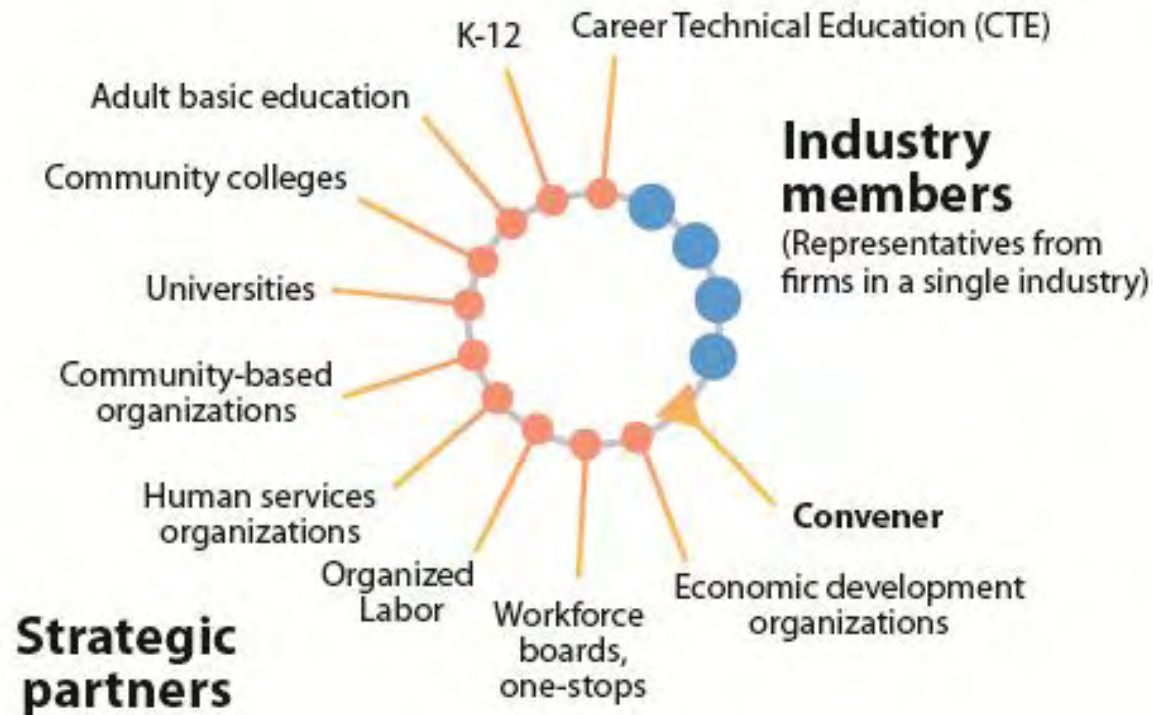 K-12
Career Technical Education (CTE)
Adult basic education
Community colleges
Universities
Community-based
organizations
Human services
organizations
Organized
Labor
Workforce
boards,
one-stops
Economic development
organizations
Convener
Industry
members
(Representatives from
firms in a single industry)
Strategic
partners